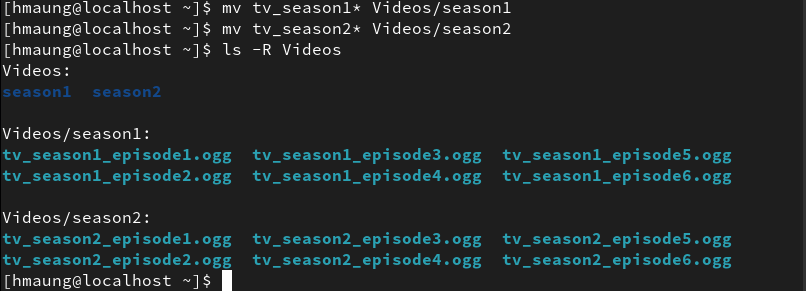 [hmaung@localhost ~]$ mv tv_season1* Videos/season1
[hmaung@localhost ~]$ mv tv_season2* Videos/season2
[hmaung@localhost ~]$ ls -R Videos
Videos:
season1  season2

Videos/season1:
tv_season1_episode1.ogg  tv_season1_episode3.ogg  tv_season1_episode5.ogg
tv_season1_episode2.ogg  tv_season1_episode4.ogg  tv_season1_episode6.ogg

Videos/season2:
tv_season2_episode1.ogg  tv_season2_episode3.ogg  tv_season2_episode5.ogg
tv_season2_episode2.ogg  tv_season2_episode4.ogg  tv_season2_episode6.ogg
[hmaung@localhost ~]$